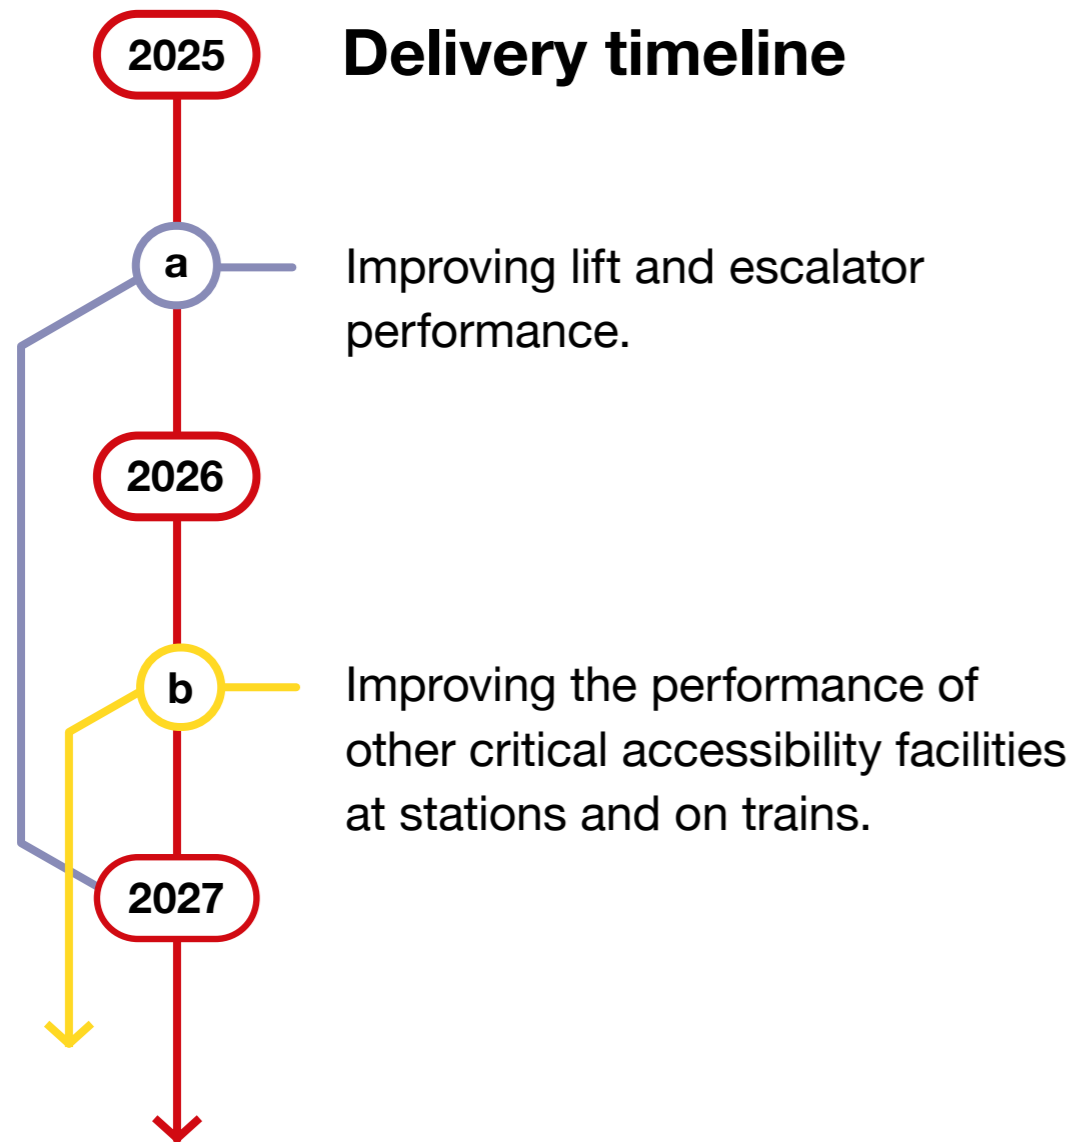 2025
Delivery timeline
a
Improving lift and escalator
performance.
2026
b
Improving the performance of
other critical accessibility facilities
at stations and on trains.
2027